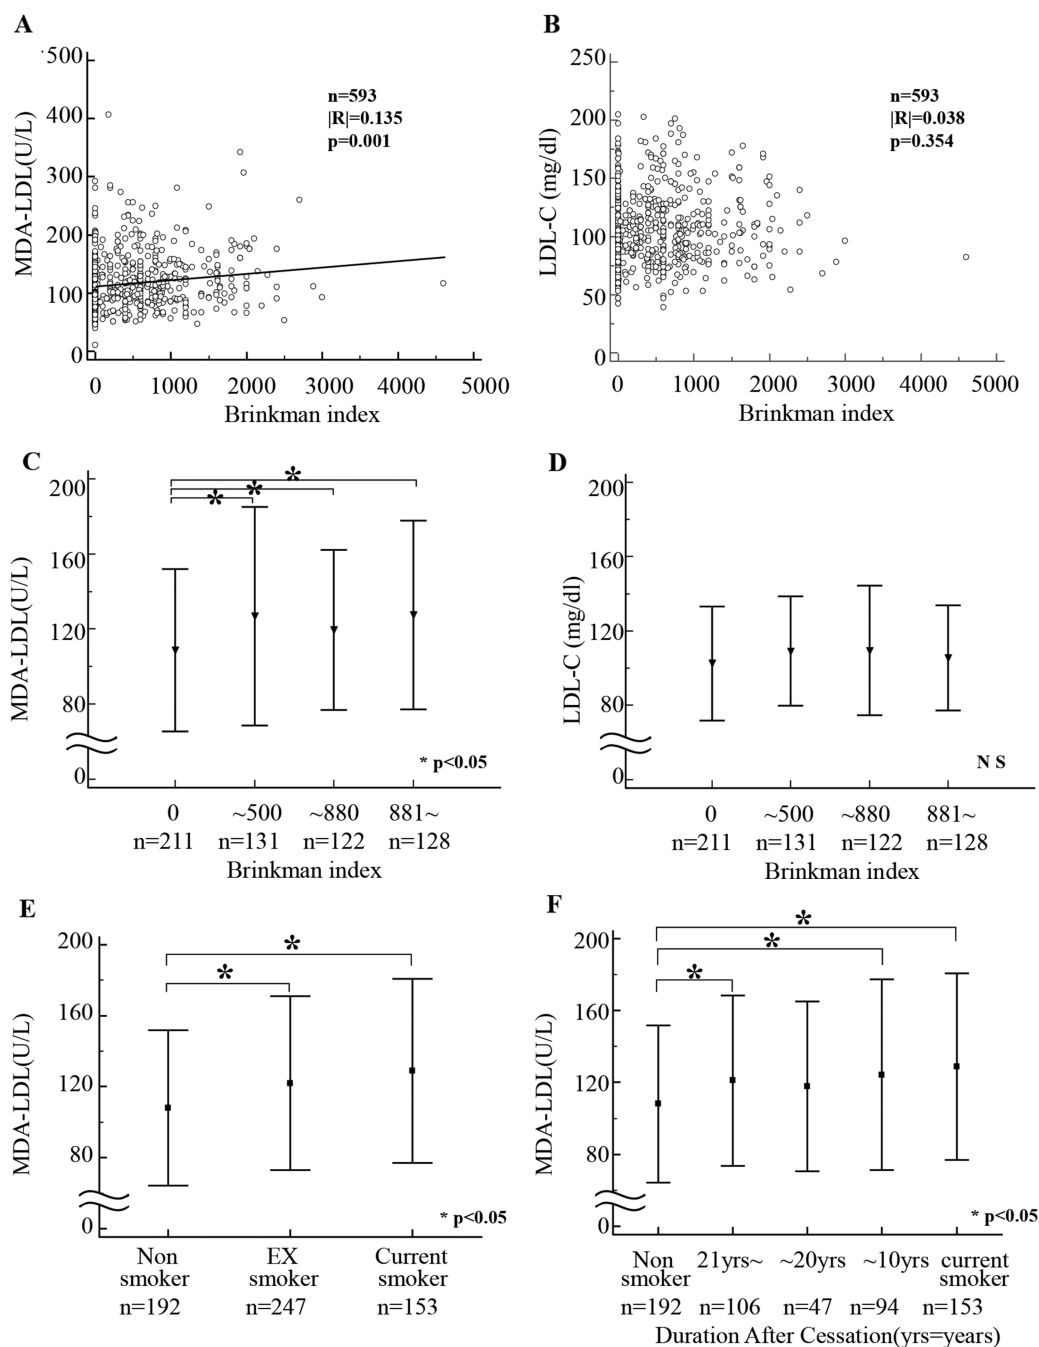 A
MDA-LDL(U/L)
500
400
300
200
100
0
n=593
|R|=0.135
p=0.001
0 1000 2000 3000 4000 5000
Brinkman index
B
LDL-C (mg/dl)
250
200
150
100
50
0
n=593
|R|=0.038
p=0.354
0 1000 2000 3000 4000 5000
Brinkman index
C
MDA-LDL(U/L)
200
160
120
80
0
*
* *
* p<0.05
0 ~500 ~880 881~
n=211 n=131 n=122 n=128
Brinkman index
D
LDL-C (mg/dl)
200
160
120
80
0
N S
0 ~500 ~880 881~
n=211 n=131 n=122 n=128
Brinkman index
E
MDA-LDL(U/L)
200
160
120
80
0
*
*
* p<0.05
Non EX Current
smoker smoker smoker
n=192 n=247 n=153
F
MDA-LDL(U/L)
200
160
120
80
0
*
*
*
* p<0.05
Non 21yrs~ ~20yrs ~10yrs current
smoker smoker
n=192 n=106 n=47 n=94 n=153
Duration After Cessation(yrs=years)